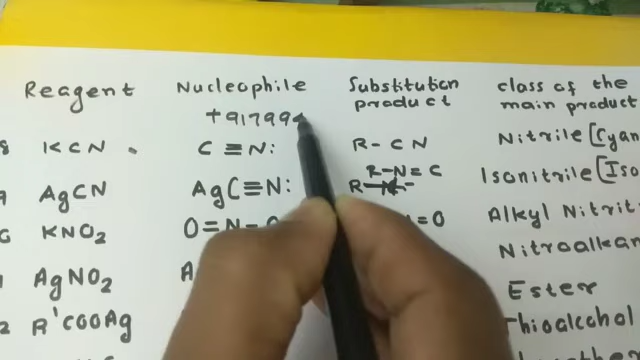 Reagent Nucleophile Substitution product class of the main product
+917994
KCN C≡N: R-CN Nitrile [Cyan
R-N≡C
AgCN AgC≡N: R-N- Isonitrile [Iso
KNO2 O=N-O =O Alkyl Nitrit
AgNO2 A Nitroalkan
R'COOAg Ester
Thioalcohol